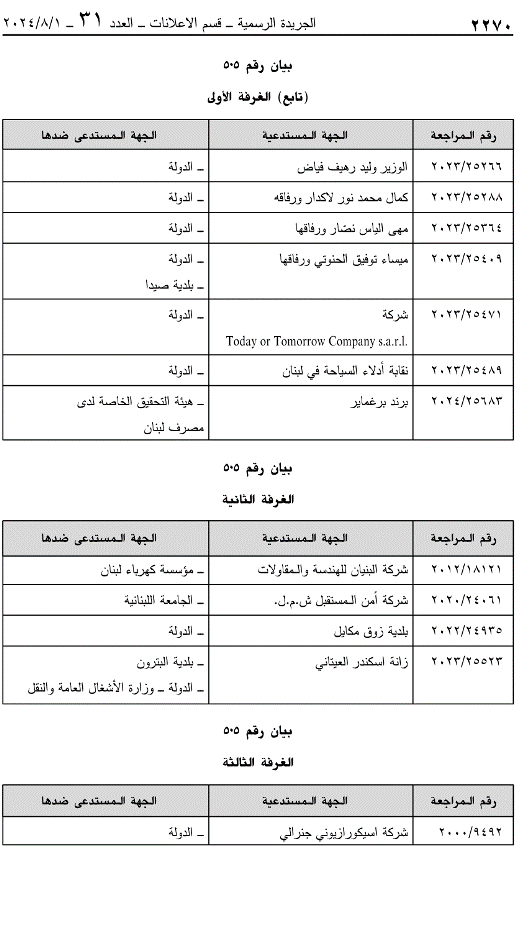 ٢٢٧٠ الجريدة الرسمية – قسم الاعلانات – العدد ٣١ – ٢٠٢٤/٨/١
بيان رقم ٥٠٥
(تابع) الغرفة الأولى
رقم المراجعة الجهة المستدعية الجهة المستدعى ضدها
٢٠٢٣/٢٥٢٦٦ الوزير وليد رهيف فياض – الدولة
٢٠٢٣/٢٥٢٨٨ كمال محمد نور لاكدار ورفاقه – الدولة
٢٠٢٣/٢٥٣٦٤ مهى الياس نصّار ورفاقها – الدولة
٢٠٢٣/٢٥٤٠٩ ميساء توفيق الحنوتي ورفاقها – الدولة
– بلدية صيدا
٢٠٢٣/٢٥٤٧١ شركة – الدولة
Today or Tomorrow Company s.a.r.l.
٢٠٢٣/٢٥٤٨٩ نقابة أدلاء السياحة في لبنان – الدولة
٢٠٢٤/٢٥٦٨٣ برند برغماير – هيئة التحقيق الخاصة لدى
مصرف لبنان
بيان رقم ٥٠٥
الغرفة الثانية
رقم المراجعة الجهة المستدعية الجهة المستدعى ضدها
٢٠١٢/١٨١٢١ شركة البنيان للهندسة والمقاولات – مؤسسة كهرباء لبنان
٢٠٢٠/٢٤٠٦١ شركة أمن المستقبل ش.م.ل. – الجامعة اللبنانية
٢٠٢٢/٢٤٩٣٥ بلدية زوق مكايل – الدولة
٢٠٢٣/٢٥٥٢٣ زانة اسكندر العيتاني – بلدية البترون
– الدولة – وزارة الأشغال العامة والنقل
بيان رقم ٥٠٥
الغرفة الثالثة
رقم المراجعة الجهة المستدعية الجهة المستدعى ضدها
٢٠٠٠/٩٤٩٢ شركة اسيكورازيوني جنرالي – الدولة